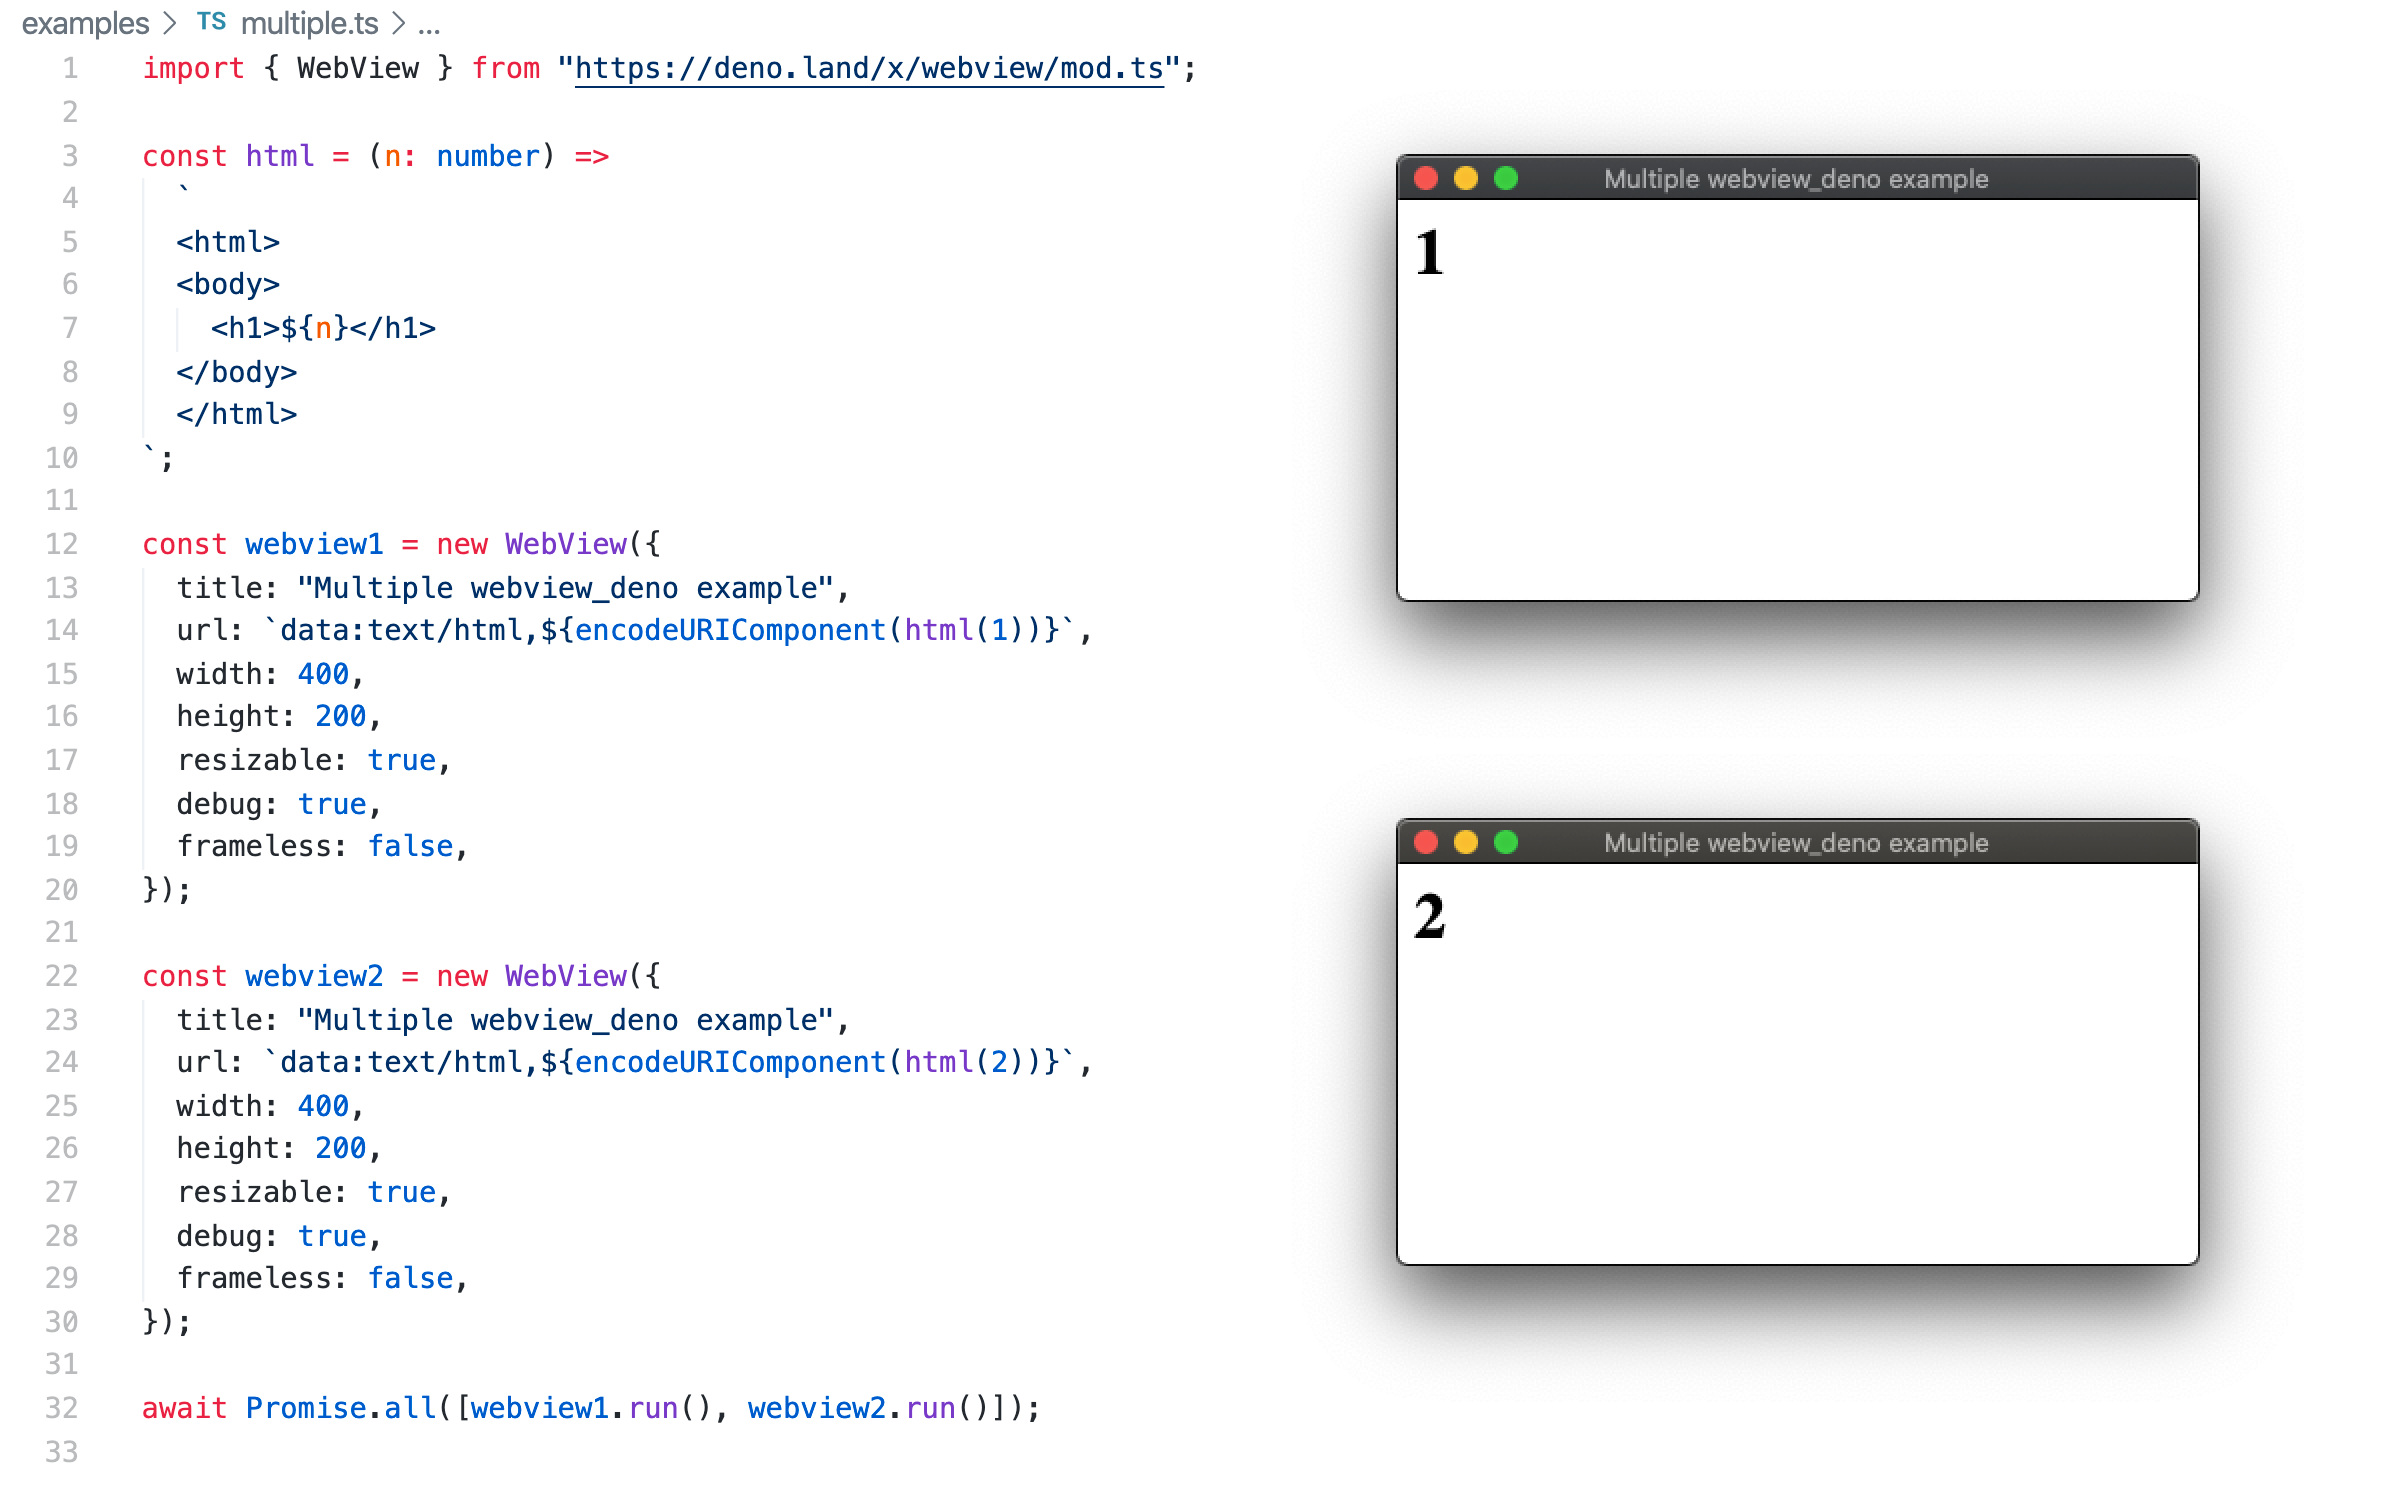 examples > TS multiple.ts > ...
1 import { WebView } from "https://deno.land/x/webview/mod.ts";
2
3 const html = (n: number) =>
4   `
5   <html>
6   <body>
7     <h1>${n}</h1>
8   </body>
9   </html>
10 `;
11
12 const webview1 = new WebView({
13   title: "Multiple webview_deno example",
14   url: `data:text/html,${encodeURIComponent(html(1))}`,
15   width: 400,
16   height: 200,
17   resizable: true,
18   debug: true,
19   frameless: false,
20 });
21
22 const webview2 = new WebView({
23   title: "Multiple webview_deno example",
24   url: `data:text/html,${encodeURIComponent(html(2))}`,
25   width: 400,
26   height: 200,
27   resizable: true,
28   debug: true,
29   frameless: false,
30 });
31
32 await Promise.all([webview1.run(), webview2.run()]);
33
Multiple webview_deno example
1
Multiple webview_deno example
2